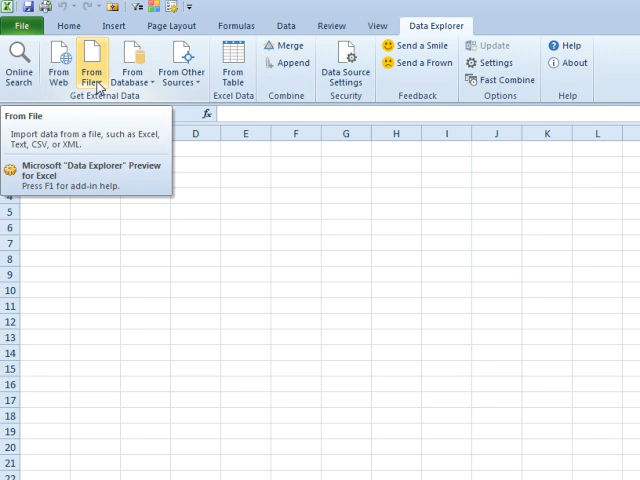 File Home Insert Page Layout Formulas Data Review View Data Explorer
Online Search
From Web
From File
From Database
From Other Sources
Get External Data
From Table
Excel Data
Merge
Append
Combine
Data Source Settings
Security
Send a Smile
Send a Frown
Feedback
Update
Settings
Fast Combine
Options
Help
About
Help
fx
From File
Import data from a file, such as Excel,
Text, CSV, or XML.
Microsoft "Data Explorer" Preview
for Excel
Press F1 for add-in help.
D E F G H I J K L
4
5
6
7
8
9
10
11
12
13
14
15
16
17
18
19
20
21
22